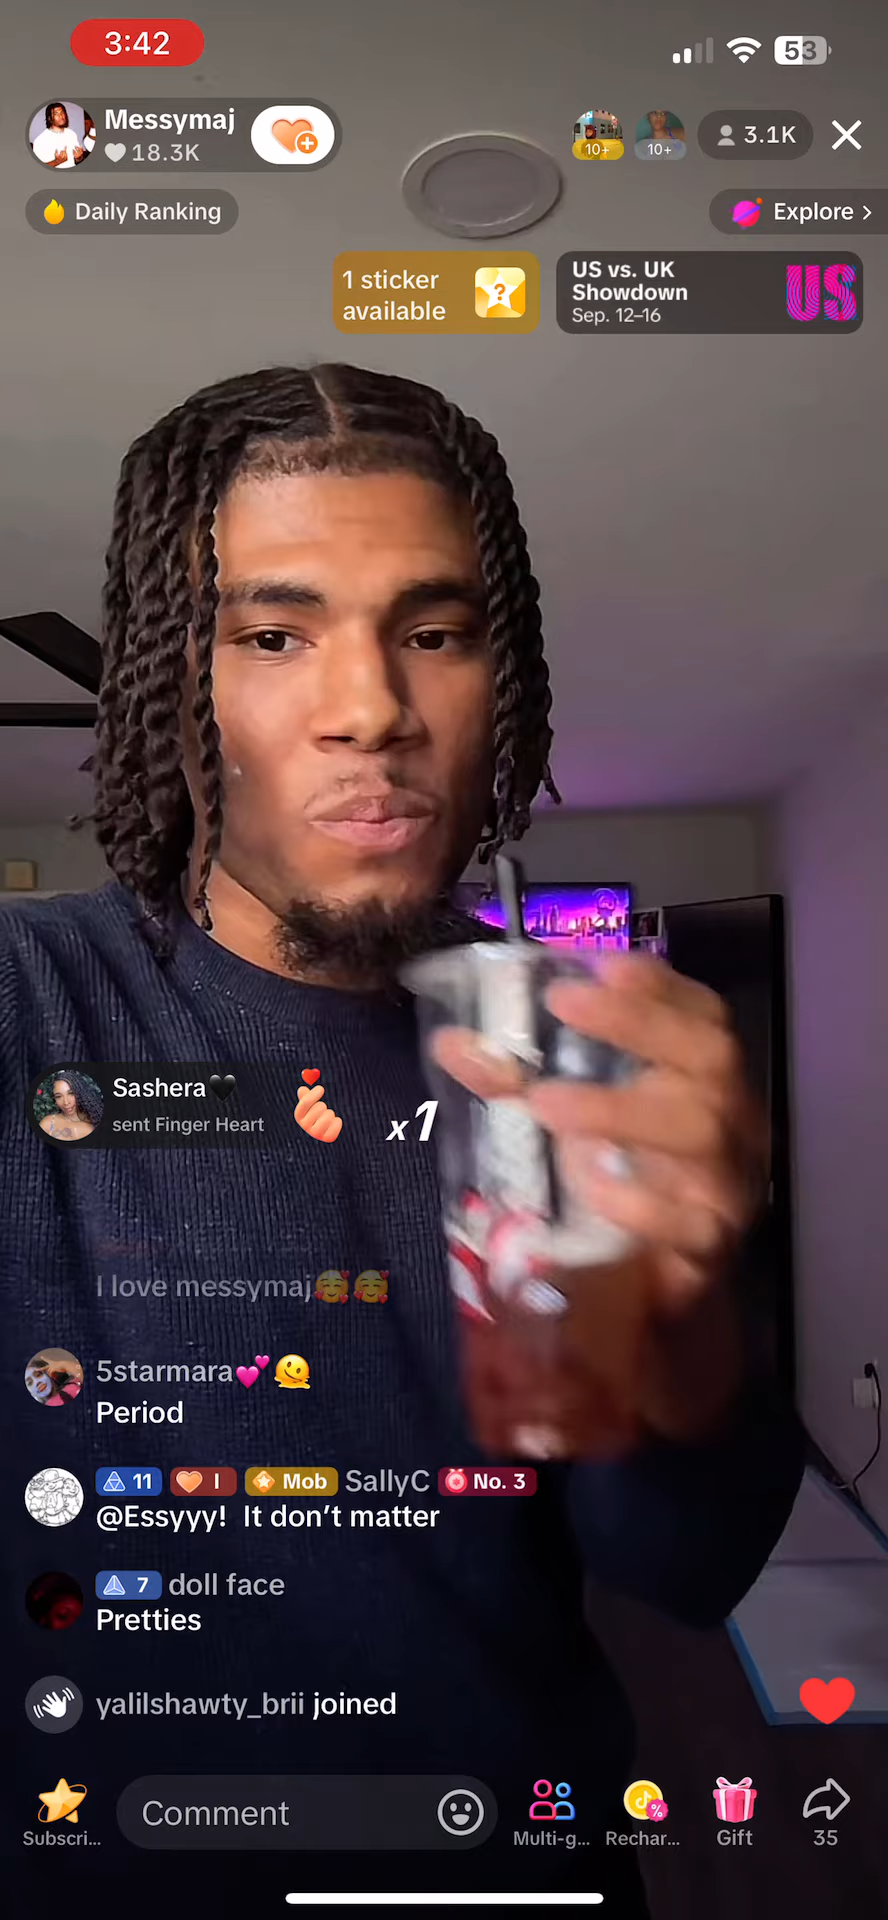 3:42
53
Messymaj
18.3K
10+
10+
3.1K
Daily Ranking
Explore
1 sticker
available
US vs. UK
Showdown
Sep. 12–16
US
Sashera🖤
sent Finger Heart
x1
I love messymaj🥰🥰
5starmara💕🫠
Period
11 I Mob SallyC No. 3
@Essyyy! It don't matter
7 doll face
Pretties
yalilshawty_brii joined
Comment
Subscri...
Multi-g...
Rechar...
Gift
35